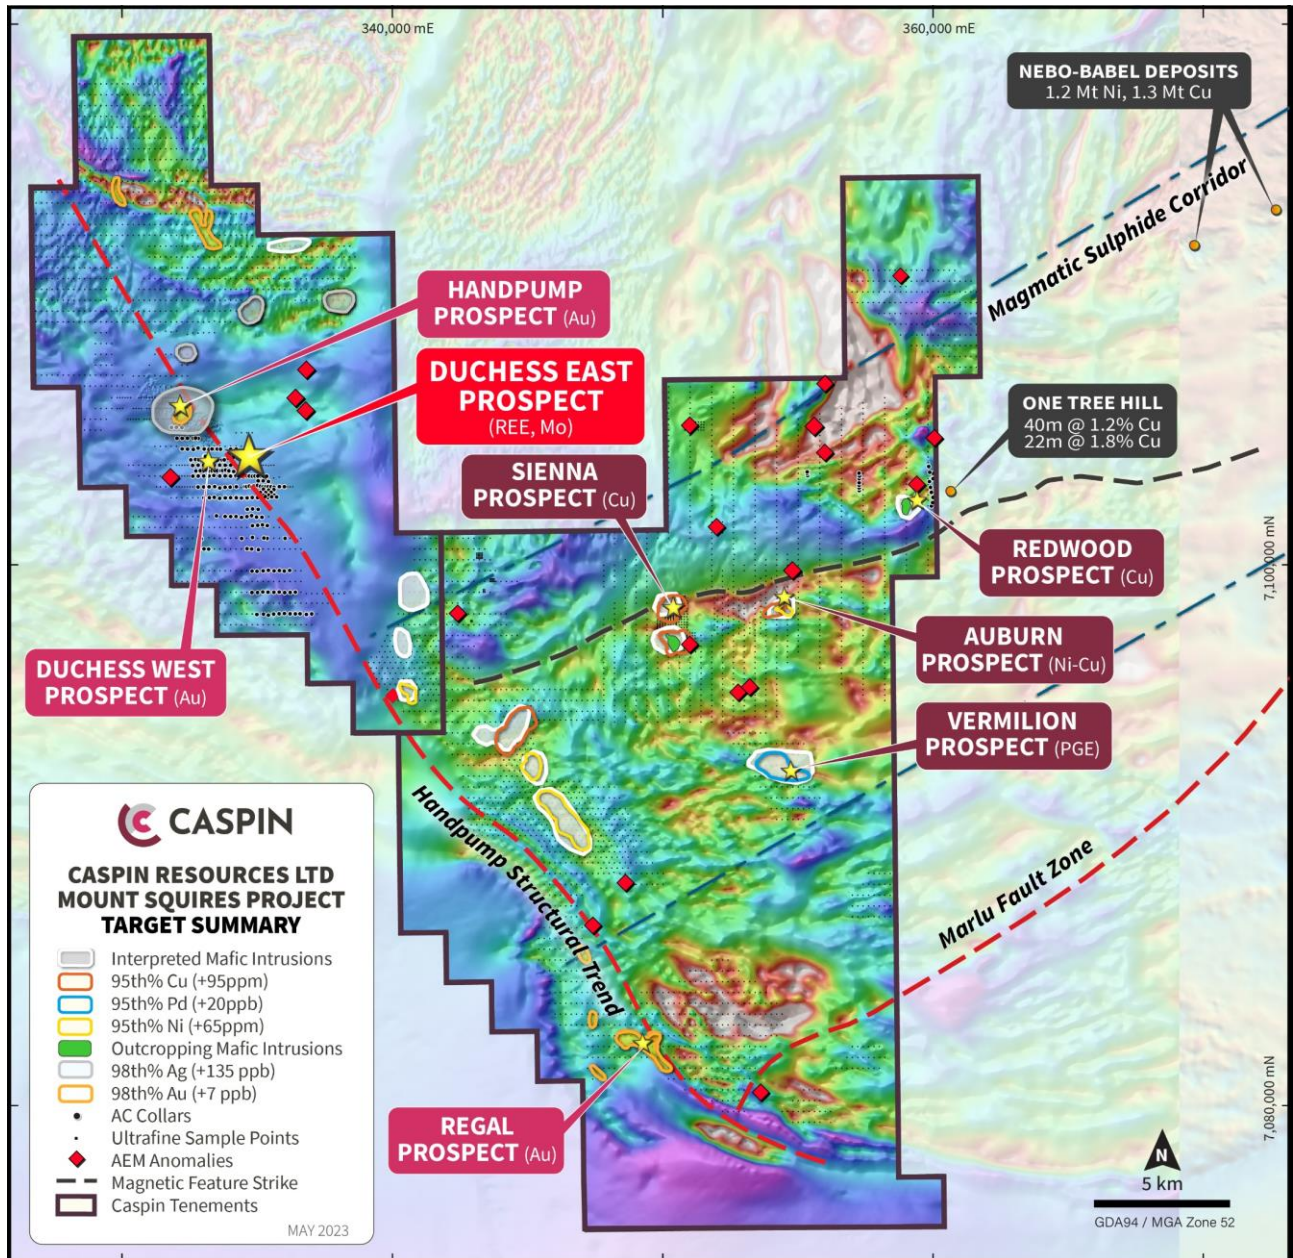 340,000 mE
360,000 mE
NEBO-BABEL DEPOSITS
1.2 Mt Ni, 1.3 Mt Cu
Magmatic Sulphide Corridor
HANDPUMP
PROSPECT (Au)
DUCHESS EAST
PROSPECT
(REE, Mo)
ONE TREE HILL
40m @ 1.2% Cu
22m @ 1.8% Cu
SIENNA
PROSPECT (Cu)
REDWOOD
PROSPECT (Cu)
7,100,000 mN
AUBURN
PROSPECT (Ni-Cu)
DUCHESS WEST
PROSPECT (Au)
VERMILION
PROSPECT (PGE)
Handpump Structural Trend
Marlu Fault Zone
CASPIN
CASPIN RESOURCES LTD
MOUNT SQUIRES PROJECT
TARGET SUMMARY
Interpreted Mafic Intrusions
95th% Cu (+95ppm)
95th% Pd (+20ppb)
95th% Ni (+65ppm)
Outcropping Mafic Intrusions
98th% Ag (+135 ppb)
98th% Au (+7 ppb)
AC Collars
Ultrafine Sample Points
AEM Anomalies
Magnetic Feature Strike
Caspin Tenements
MAY 2023
REGAL
PROSPECT (Au)
7,080,000 mN
N
5 km
GDA94 / MGA Zone 52